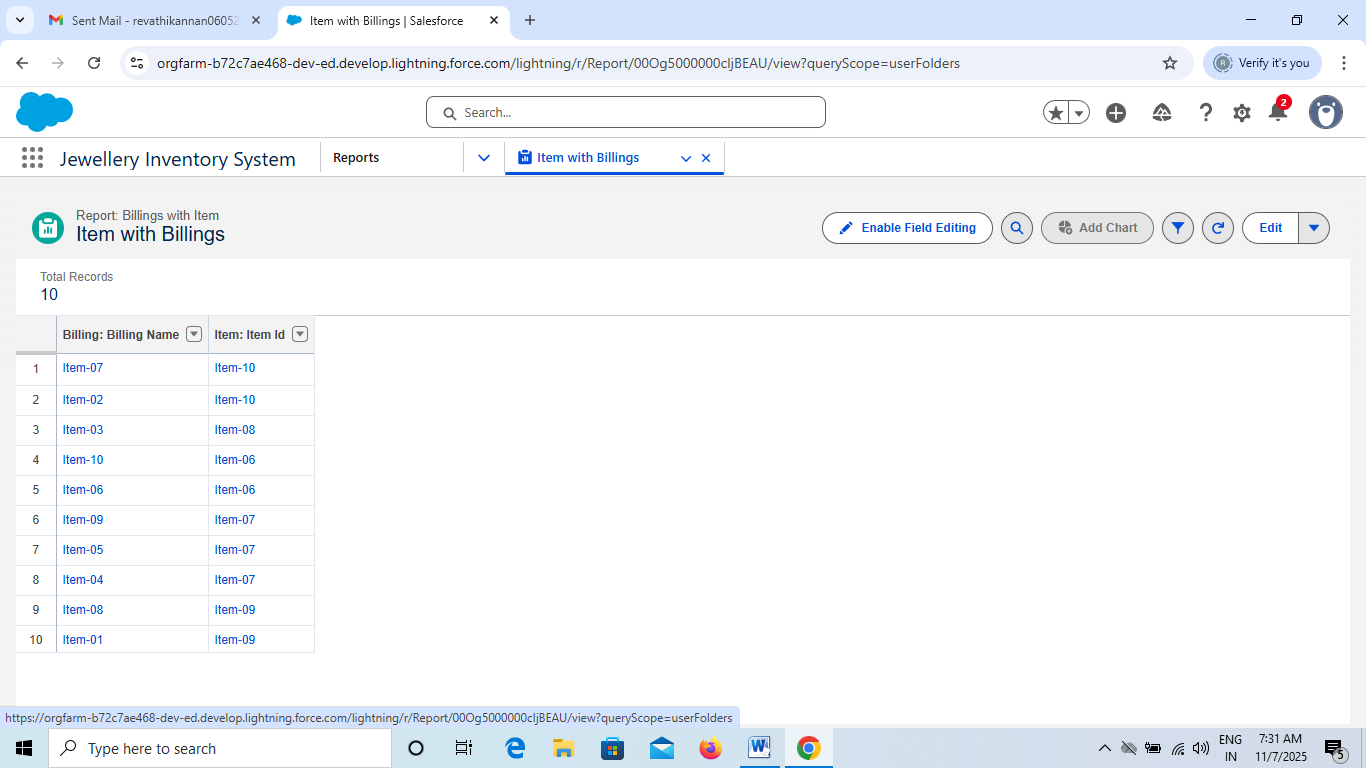 Sent Mail - revathikannan0605
Item with Billings | Salesforce
orgfarm-b72c7ae468-dev-ed.develop.lightning.force.com/lightning/r/Report/00Og5000000cIjBEAU/view?queryScope=userFolders
R
Verify it's you
Search...
2
Jewellery Inventory System
Reports
Item with Billings
Report: Billings with Item
Item with Billings
Enable Field Editing
Add Chart
Edit
Total Records
10
Billing: Billing Name Item: Item Id
1 Item-07 Item-10
2 Item-02 Item-10
3 Item-03 Item-08
4 Item-10 Item-06
5 Item-06 Item-06
6 Item-09 Item-07
7 Item-05 Item-07
8 Item-04 Item-07
9 Item-08 Item-09
10 Item-01 Item-09
https://orgfarm-b72c7ae468-dev-ed.develop.lightning.force.com/lightning/r/Report/00Og5000000cIjBEAU/view?queryScope=userFolders
Type here to search
ENG
IN
7:31 AM
11/7/2025
5